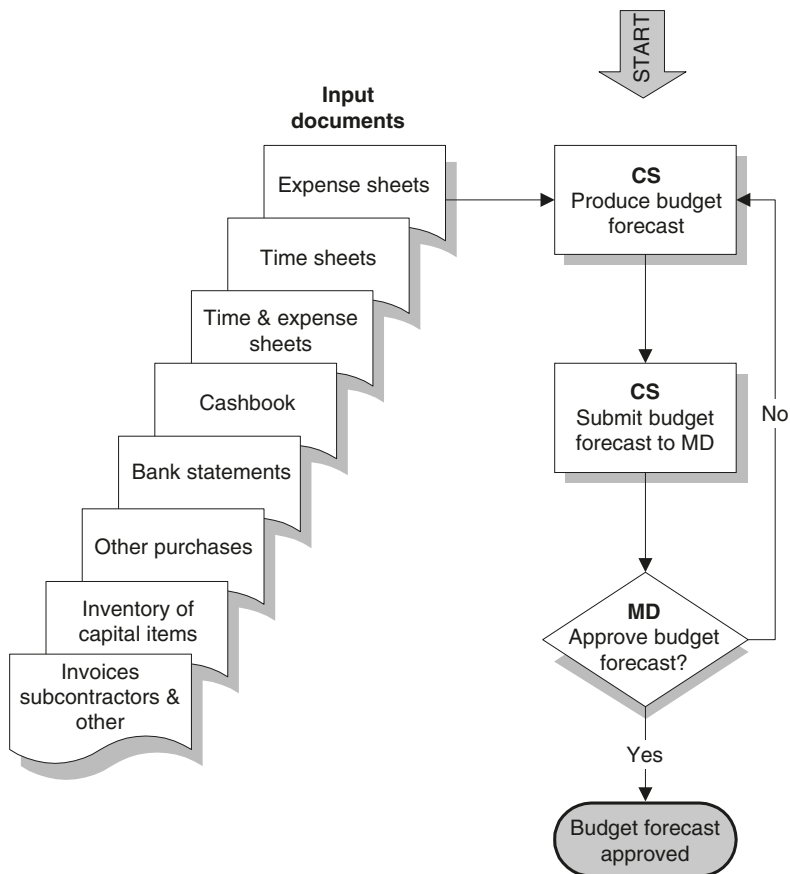 START
Input
documents
Expense sheets
Time sheets
Time & expense
sheets
Cashbook
Bank statements
Other purchases
Inventory of
capital items
Invoices
subcontractors &
other
CS
Produce budget
forecast
CS
Submit budget
forecast to MD
No
MD
Approve budget
forecast?
Yes
Budget forecast
approved